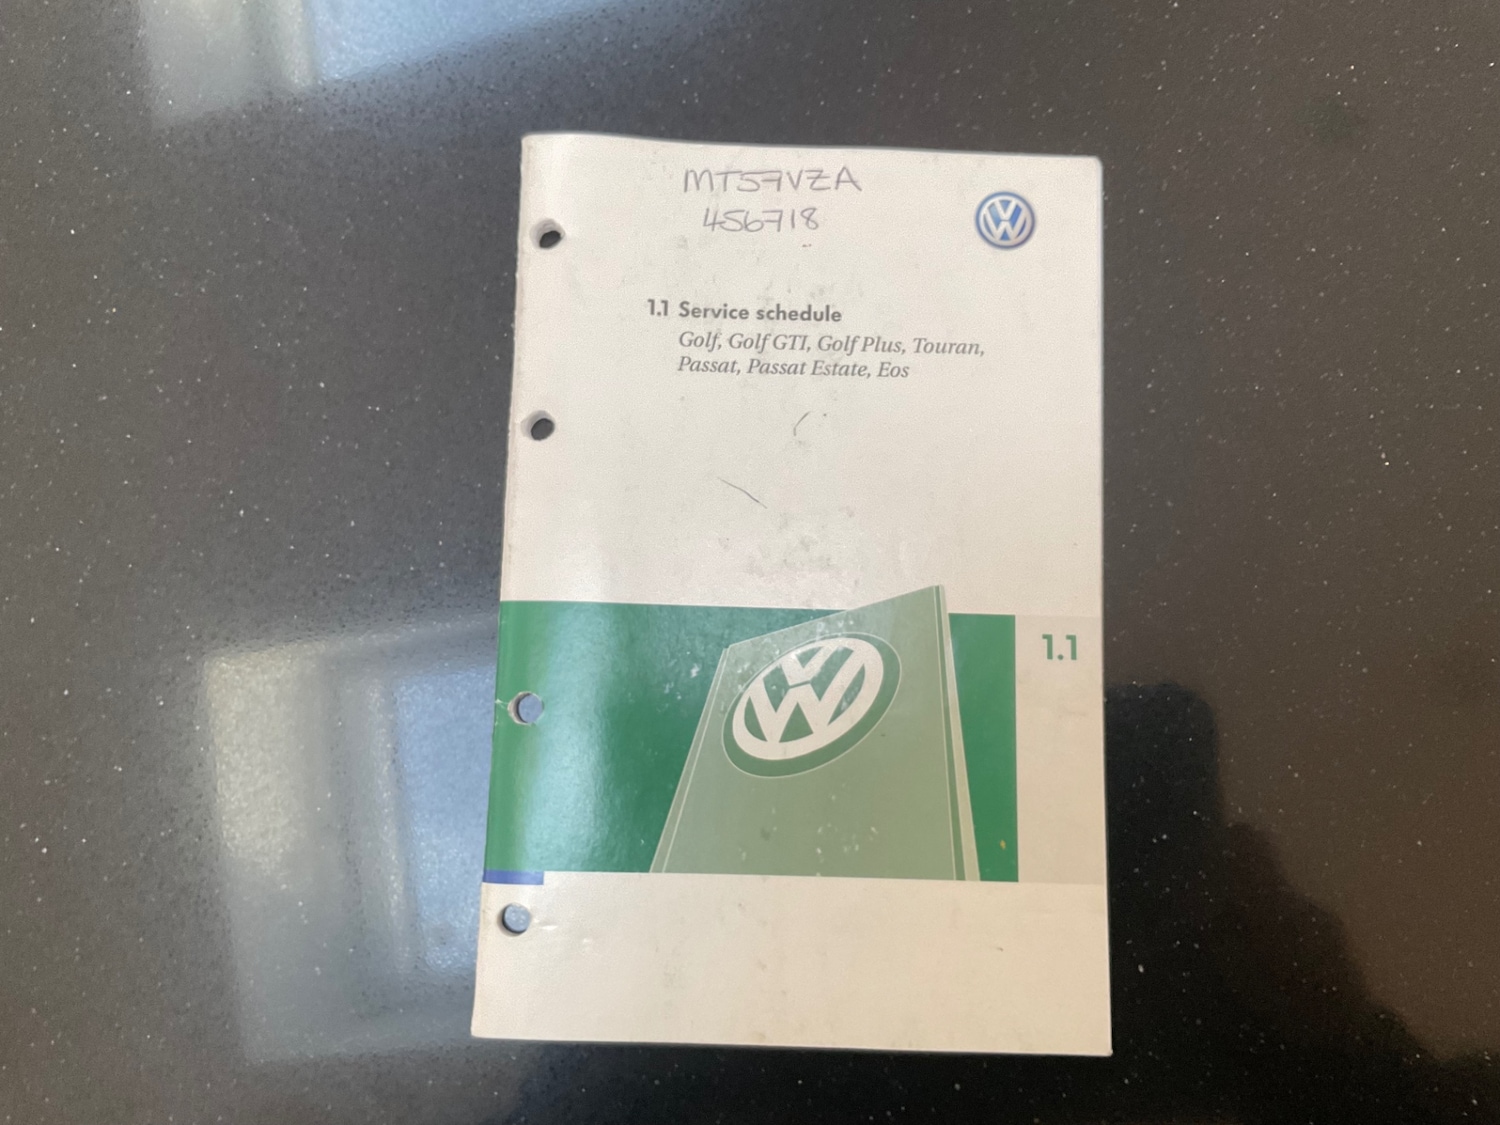 MT57VZA
456718
1.1 Service schedule
Golf, Golf GTI, Golf Plus, Touran,
Passat, Passat Estate, Eos
1.1